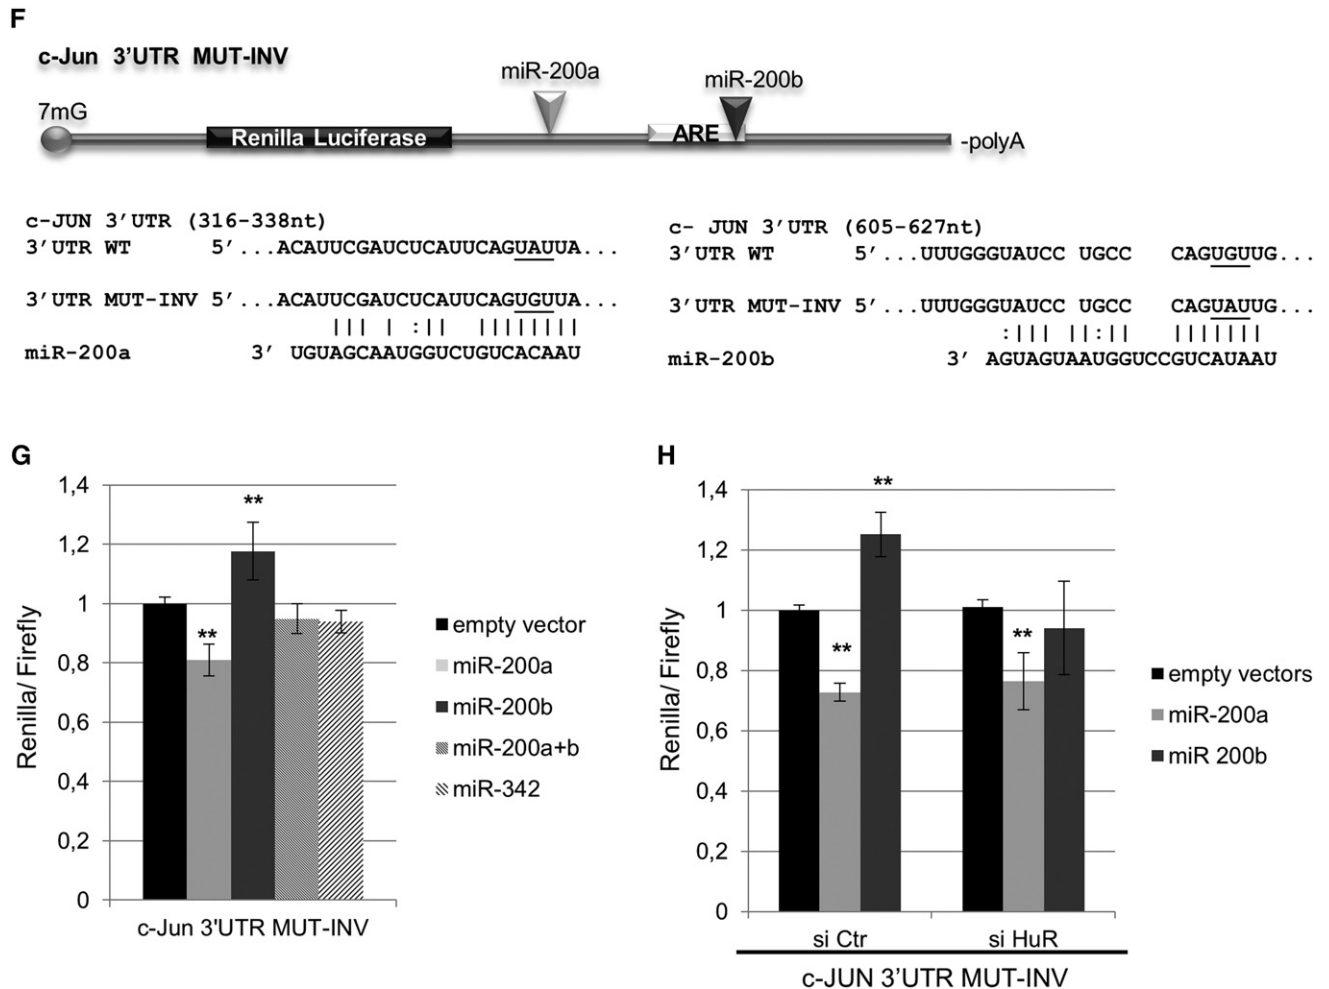 F
c-Jun 3'UTR MUT-INV
miR-200a
miR-200b
7mG
Renilla Luciferase
ARE
-polyA
c-JUN 3'UTR (316-338nt)
3'UTR WT 5'...ACAUUCGAUCUCAUUCAGUAUUA...
3'UTR MUT-INV 5'...ACAUUCGAUCUCAUUCAGUGUUA...
||| | :|| ||||||||
miR-200a 3' UGUAGCAAUGGUCUGUCACAAU
c- JUN 3'UTR (605-627nt)
3'UTR WT 5'...UUUGGGUAUCC UGCC CAGUGUUG...
3'UTR MUT-INV 5'...UUUGGGUAUCC UGCC CAGUAUUG...
:||| ||:|| |||||||
miR-200b 3' AGUAGUAAUGGUCCGUCAUAAU
G
1,4
1,2
1
0,8
0,6
0,4
0,2
0
Renilla/ Firefly
**
**
c-Jun 3'UTR MUT-INV
empty vector
miR-200a
miR-200b
miR-200a+b
miR-342
H
1,4
1,2
1
0,8
0,6
0,4
0,2
0
Renilla/ Firefly
**
**
**
si Ctr
si HuR
c-JUN 3'UTR MUT-INV
empty vectors
miR-200a
miR 200b